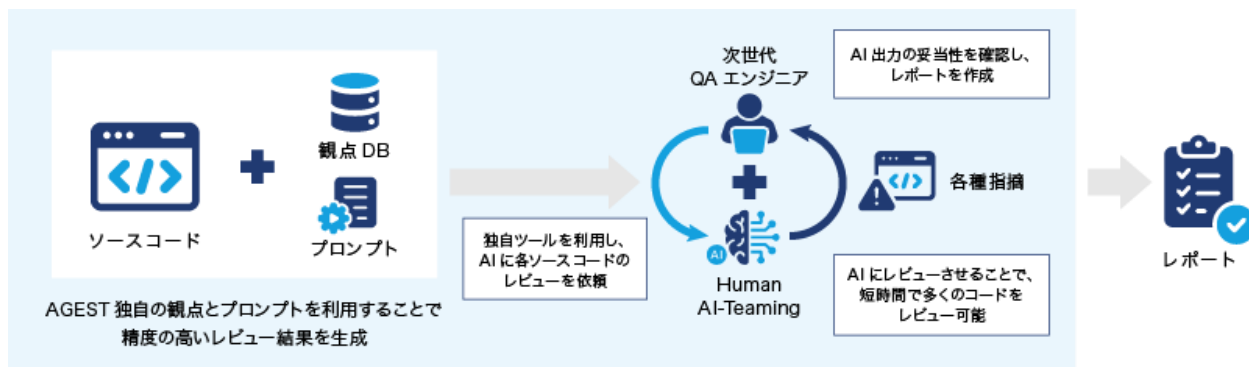 ソースコード
観点 DB
プロンプト
AGEST 独自の観点とプロンプトを利用することで
精度の高いレビュー結果を生成
独自ツールを利用し、
AI に各ソースコードの
レビューを依頼
次世代
QA エンジニア
AI
Human
AI-Teaming
AI 出力の妥当性を確認し、
レポートを作成
各種指摘
AI にレビューさせることで、
短時間で多くのコードを
レビュー可能
レポート